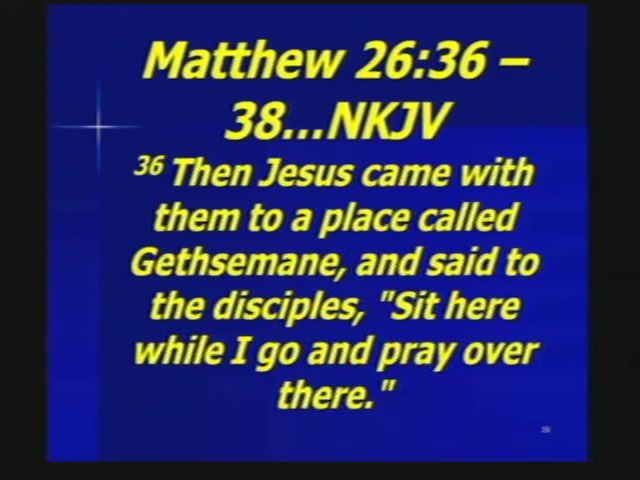 Matthew 26:36 –
38...NKJV
36 Then Jesus came with
them to a place called
Gethsemane, and said to
the disciples, "Sit here
while I go and pray over
there."